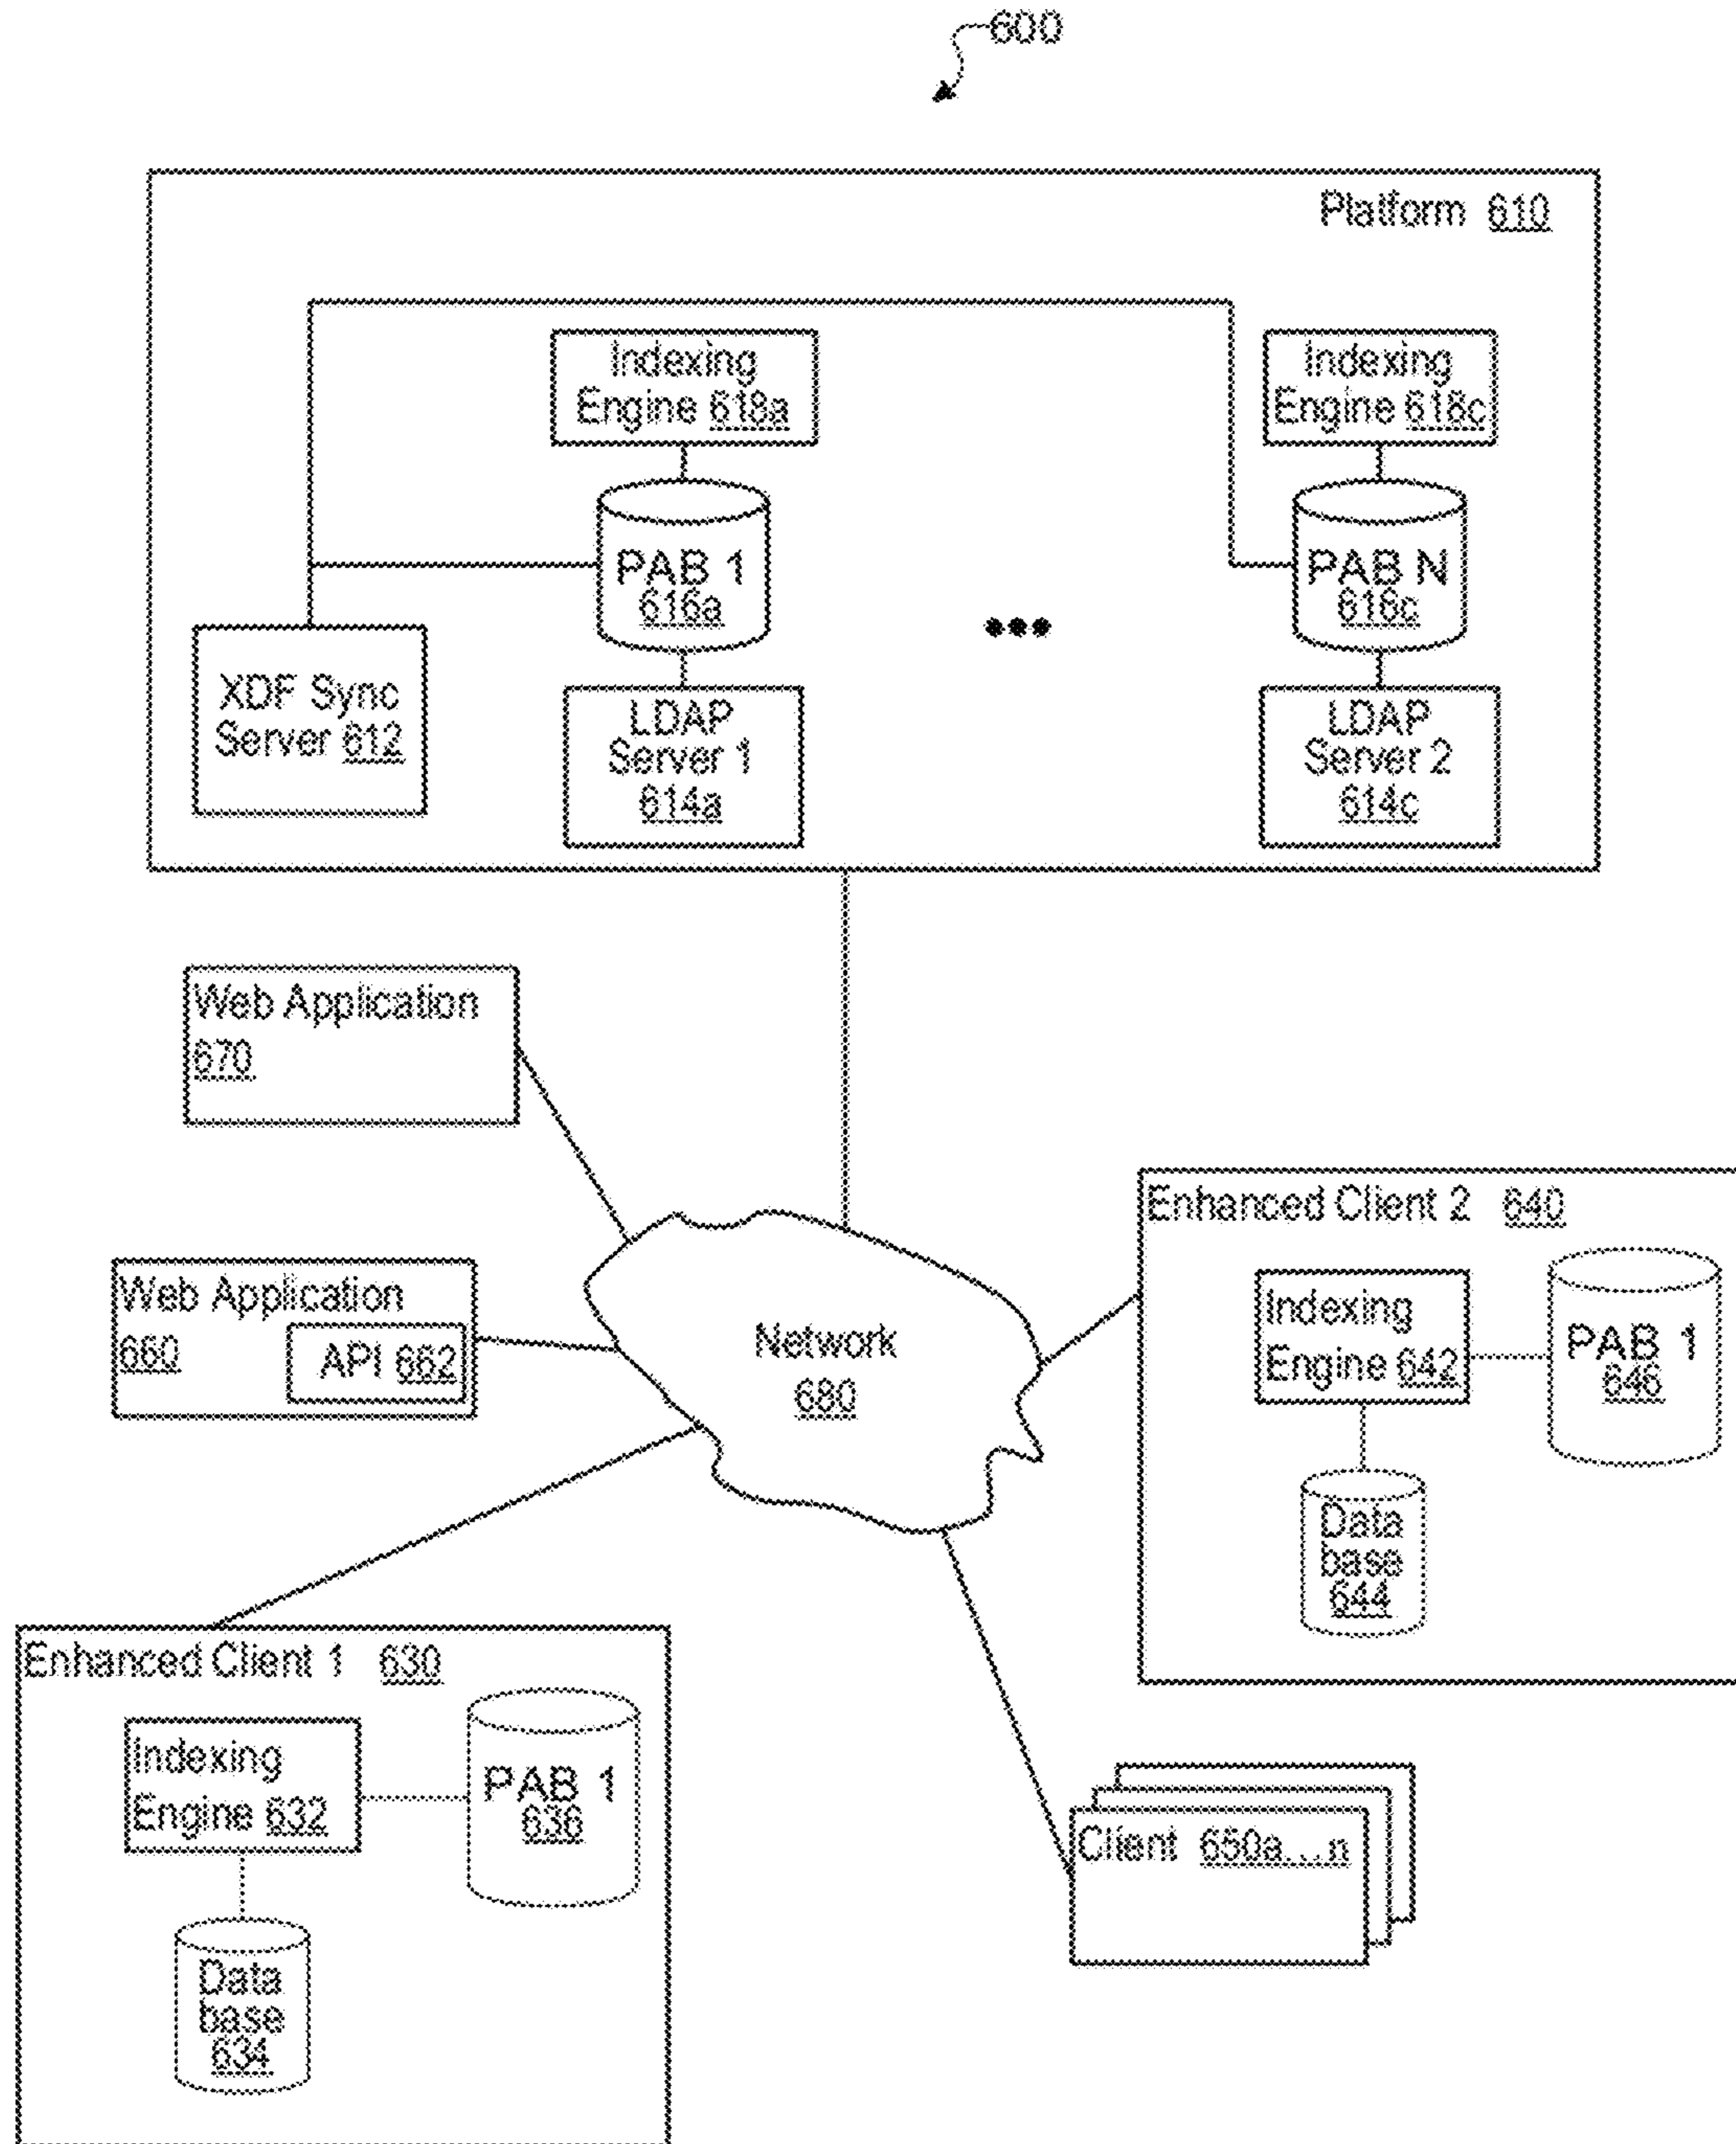 600
Platform 610
Indexing
Engine 618a
Indexing
Engine 618c
PAB 1
616a
PAB N
616c
XDF Sync
Server 612
LDAP
Server 1
614a
LDAP
Server 2
614c
Web Application
670
Enhanced Client 2 640
Indexing
Engine 642
PAB 1
646
Data
base
644
Web Application
660
API 662
Network
680
Enhanced Client 1 630
Indexing
Engine 632
PAB 1
636
Data
base
634
Client 650a...n